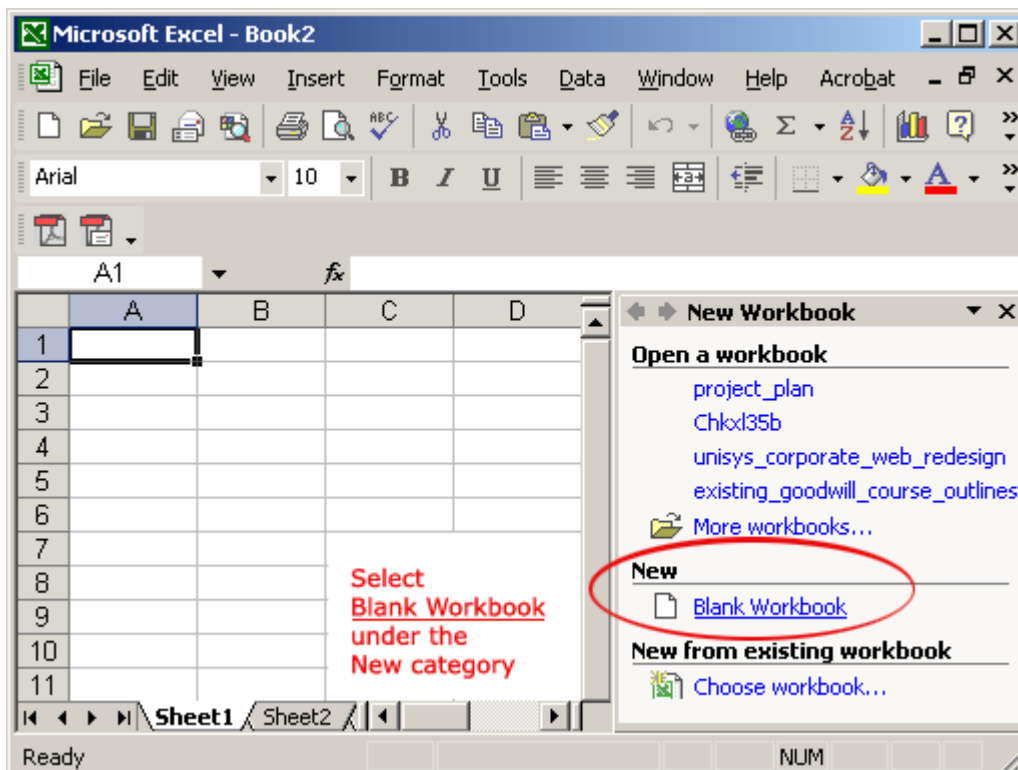 Microsoft Excel - Book2
File Edit View Insert Format Tools Data Window Help Acrobat
ABC Σ A Z ?
Arial 10 B I U a A
A1 fx
A B C D
1
2
3
4
5
6
7
8
9
10
11
Select
Blank Workbook
under the
New category
Sheet1 Sheet2
New Workbook
Open a workbook
project_plan
Chkxl35b
unisys_corporate_web_redesign
existing_goodwill_course_outlines
More workbooks...
New
Blank Workbook
New from existing workbook
Choose workbook...
Ready NUM